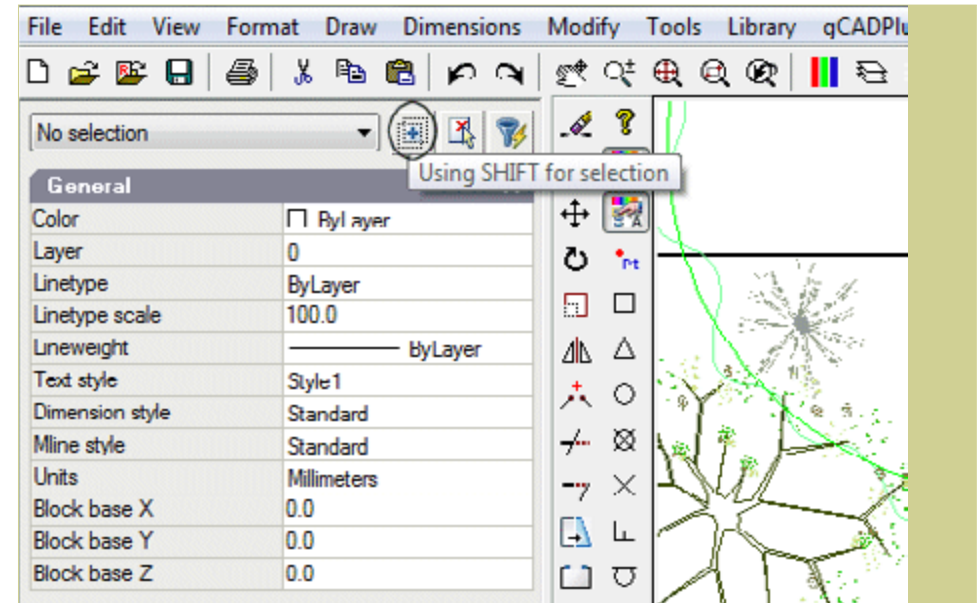 File Edit View Format Draw Dimensions Modify Tools Library qCADPlu
No selection
Using SHIFT for selection
General
Color ByLayer
Layer 0
Linetype ByLayer
Linetype scale 100.0
Lineweight ByLayer
Text style Style1
Dimension style Standard
Mline style Standard
Units Millimeters
Block base X 0.0
Block base Y 0.0
Block base Z 0.0
Pt